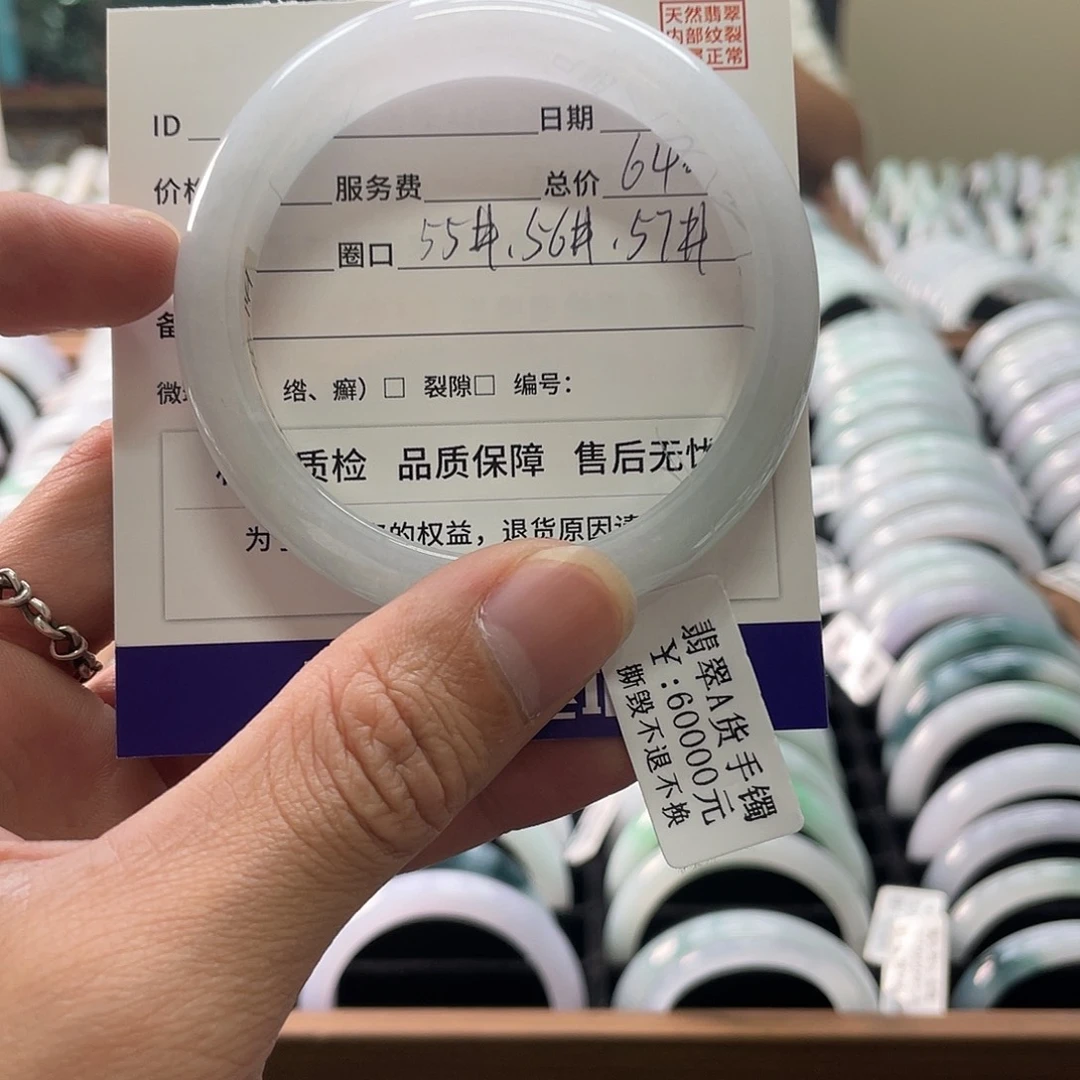 天然翡翠
内部纹裂
属正常
ID 日期
价格 服务费 总价 64
圈口 55#.56#.57#
备
微 绺、癣）□ 裂隙□ 编号：
质检 品质保障 售后无忧
为 的权益，退货原因请
翡翠A货手镯
￥:60000元
撕毁不退不换